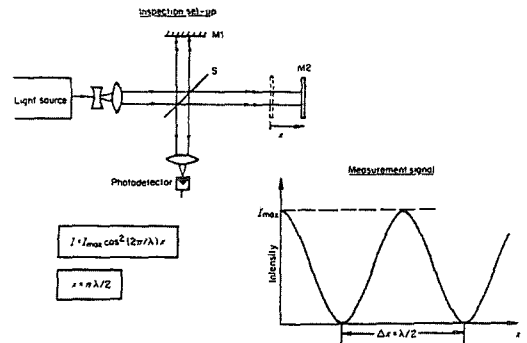 Inspection set-up
M1
S
M2
Light source
x
Photodetector
Measurement signal
Imax
I=Imax cos²(2π/λ)x
Intensity
x=nλ/2
Δx=λ/2
x